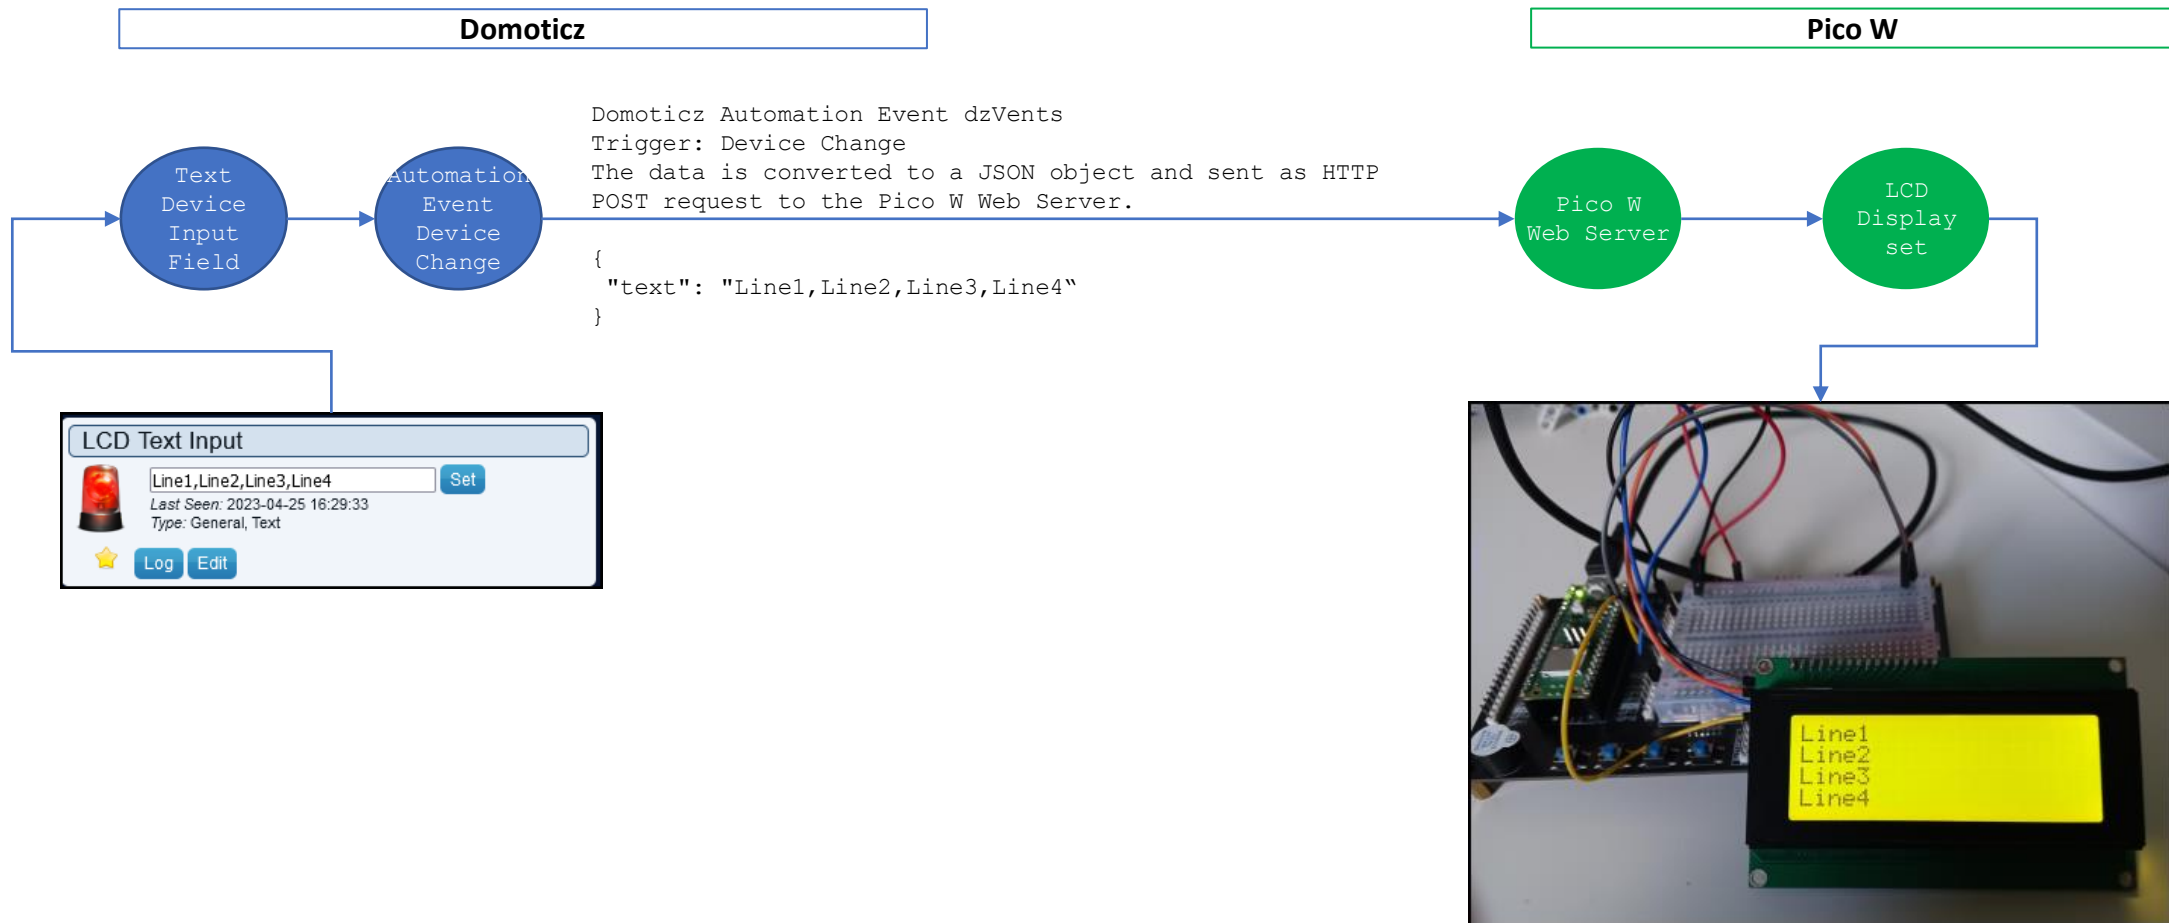 Domoticz
Pico W
Domoticz Automation Event dzVents
Trigger: Device Change
The data is converted to a JSON object and sent as HTTP
POST request to the Pico W Web Server.
{
"text": "Line1,Line2,Line3,Line4“
}
Text
Device
Input
Field
Automation
Event
Device
Change
Pico W
Web Server
LCD
Display
set
LCD Text Input
Line1,Line2,Line3,Line4
Set
Last Seen: 2023-04-25 16:29:33
Type: General, Text
Log
Edit
Line1
Line2
Line3
Line4